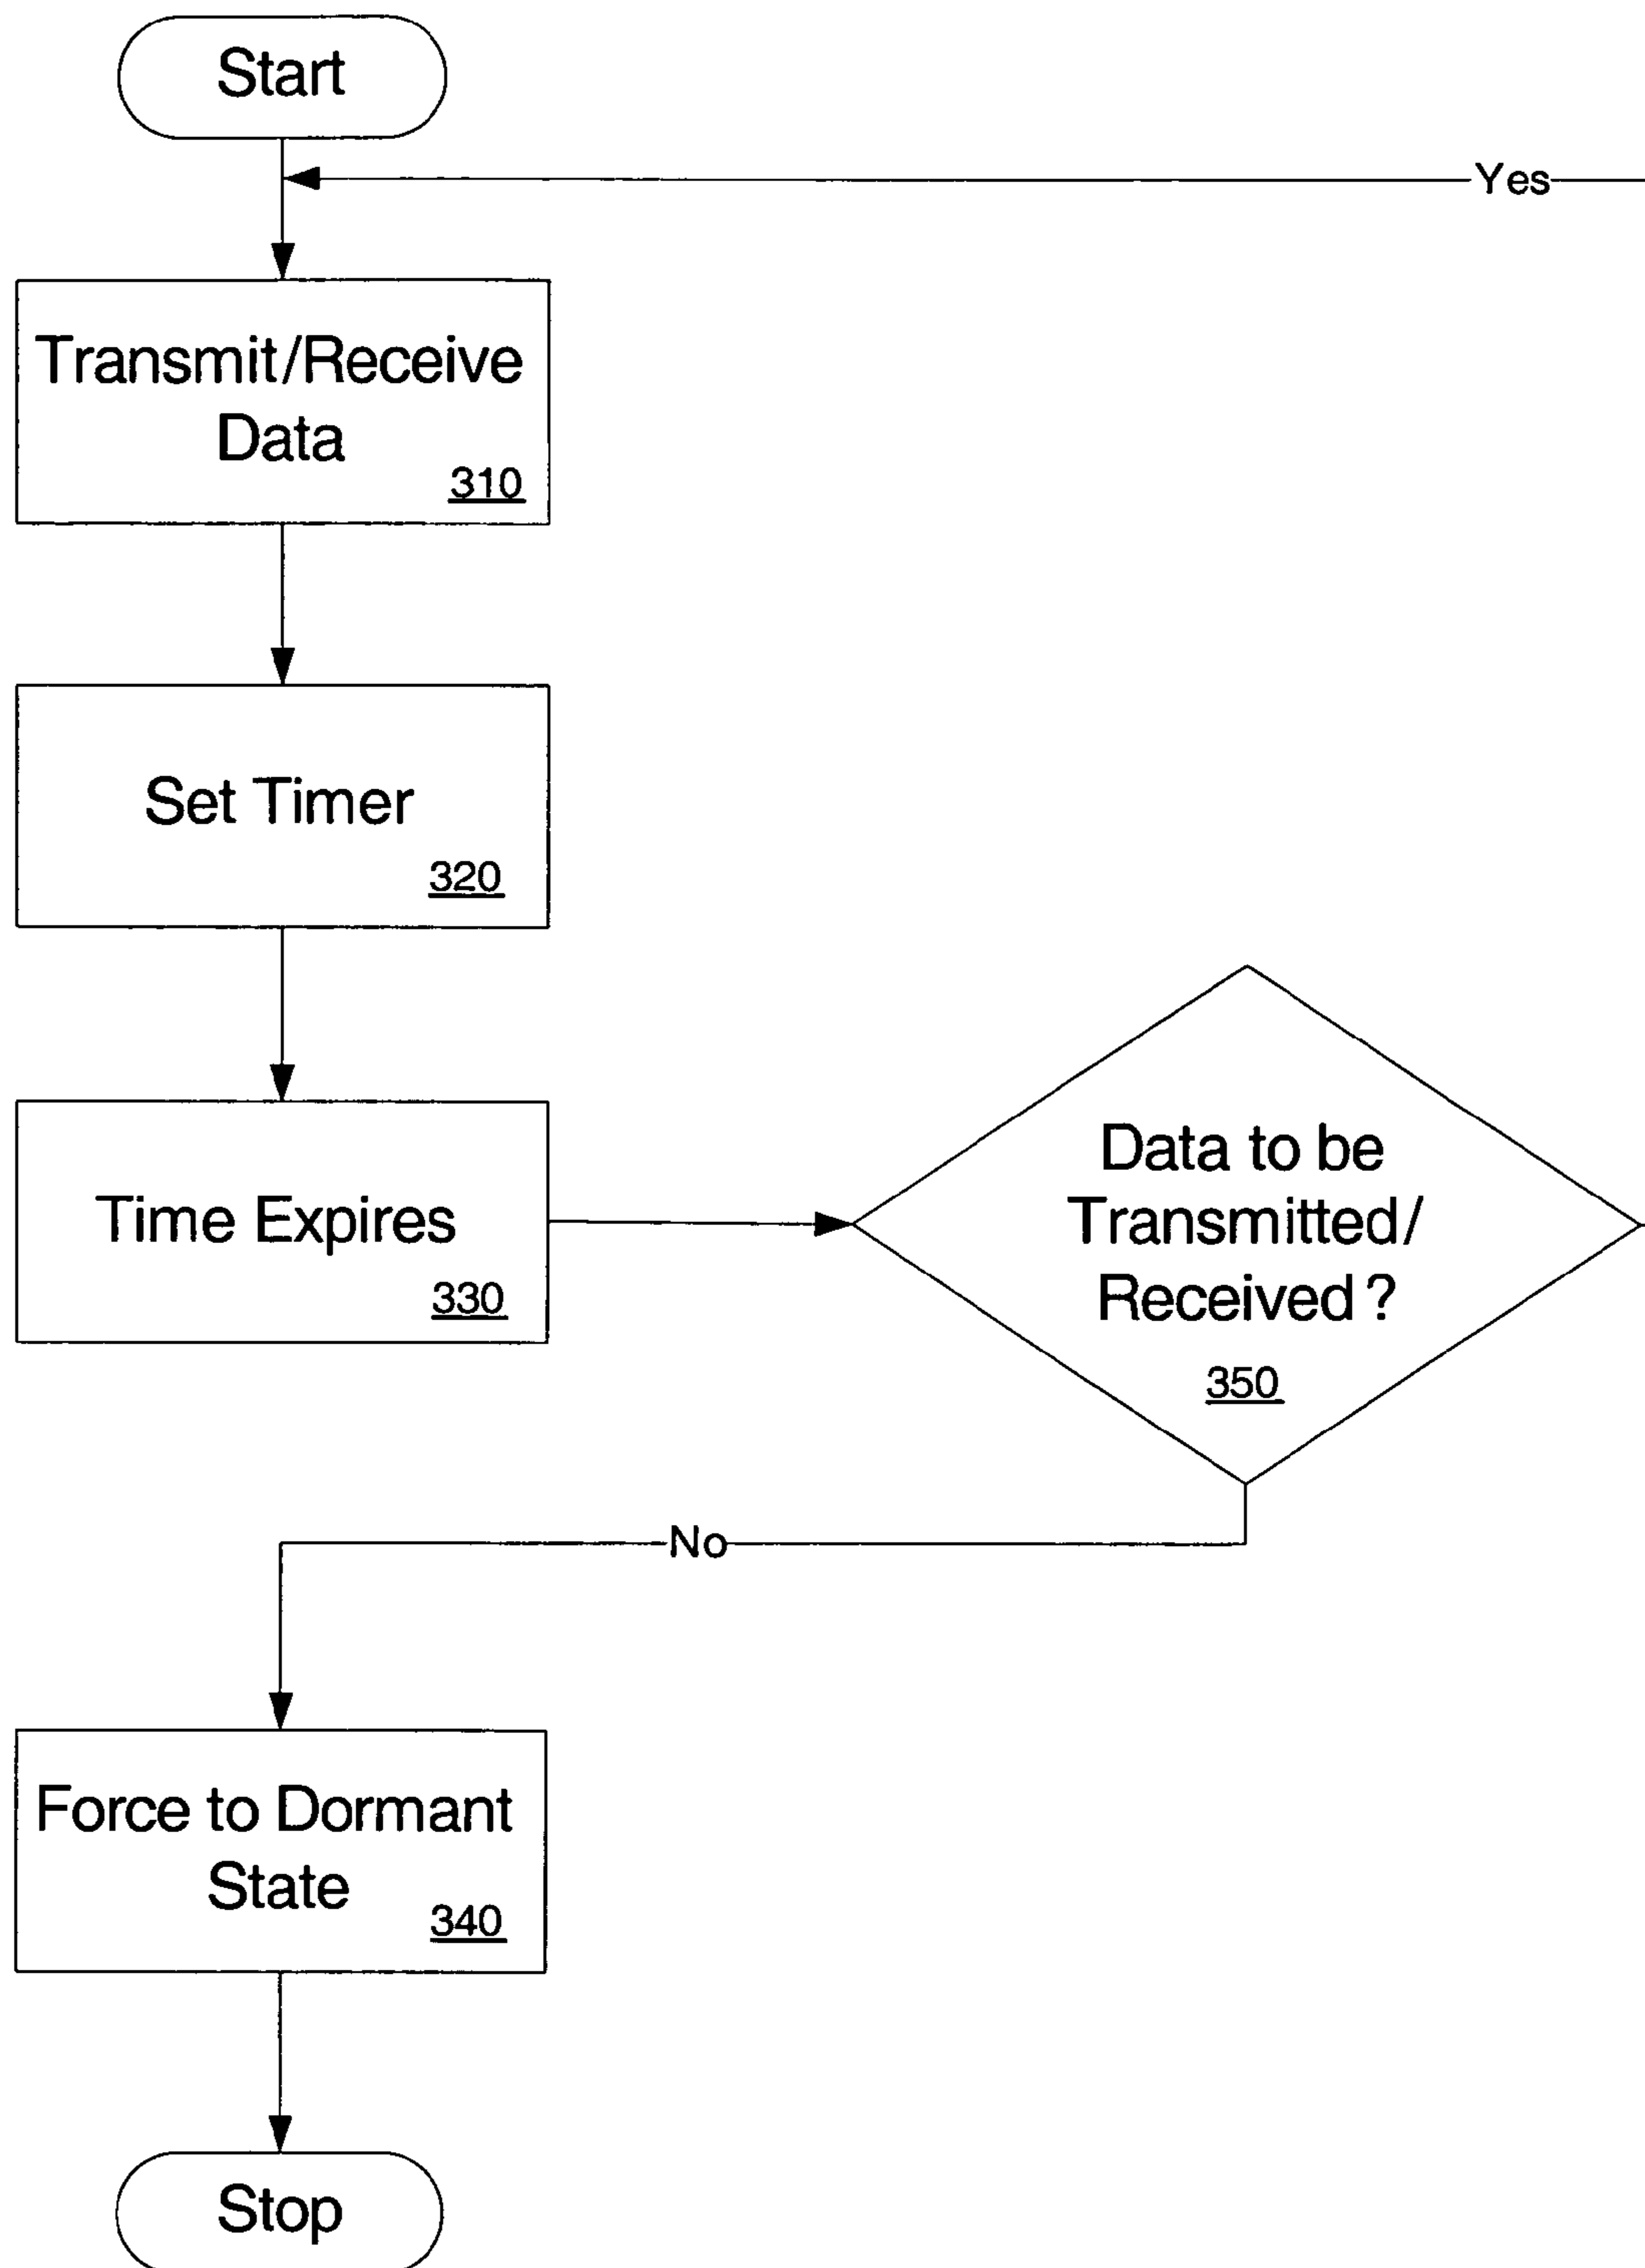 Start
Yes
Transmit/Receive
Data
310
Set Timer
320
Time Expires
330
Data to be
Transmitted/
Received?
350
No
Force to Dormant
State
340
Stop